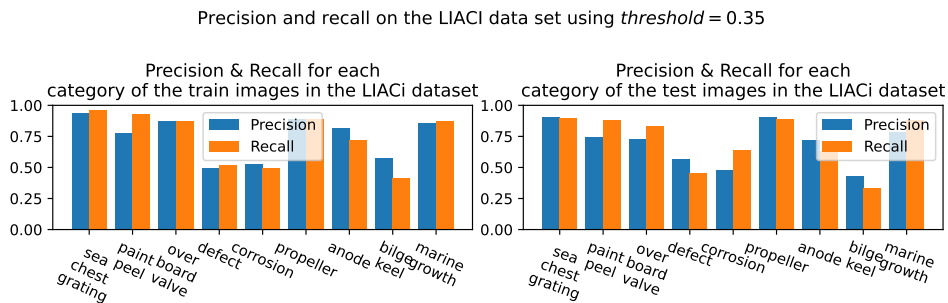 Precision and recall on the LIACI data set using threshold = 0.35
Precision & Recall for each
category of the train images in the LIACi dataset
1.00
0.75
0.50
0.25
0.00
Precision
Recall
sea
chest
grating
paint
peel
over
board
valve
defect
corrosion
propeller
anode
bilge
keel
marine
growth
Precision & Recall for each
category of the test images in the LIACi dataset
1.00
0.75
0.50
0.25
0.00
Precision
Recall
sea
chest
grating
paint
peel
over
board
valve
defect
corrosion
propeller
anode
bilge
keel
marine
growth